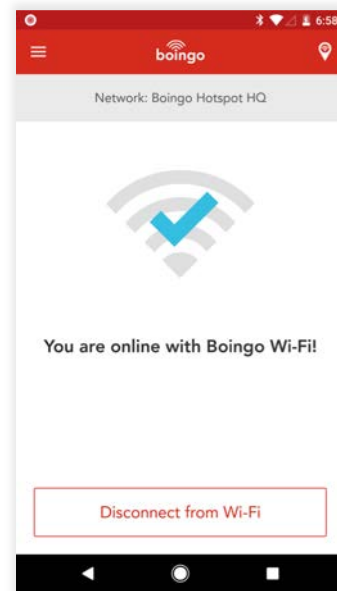 6:58
boingo
Network: Boingo Hotspot HQ
You are online with Boingo Wi-Fi!
Disconnect from Wi-Fi